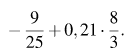 − 9/25 + 0,21 · 8/3.